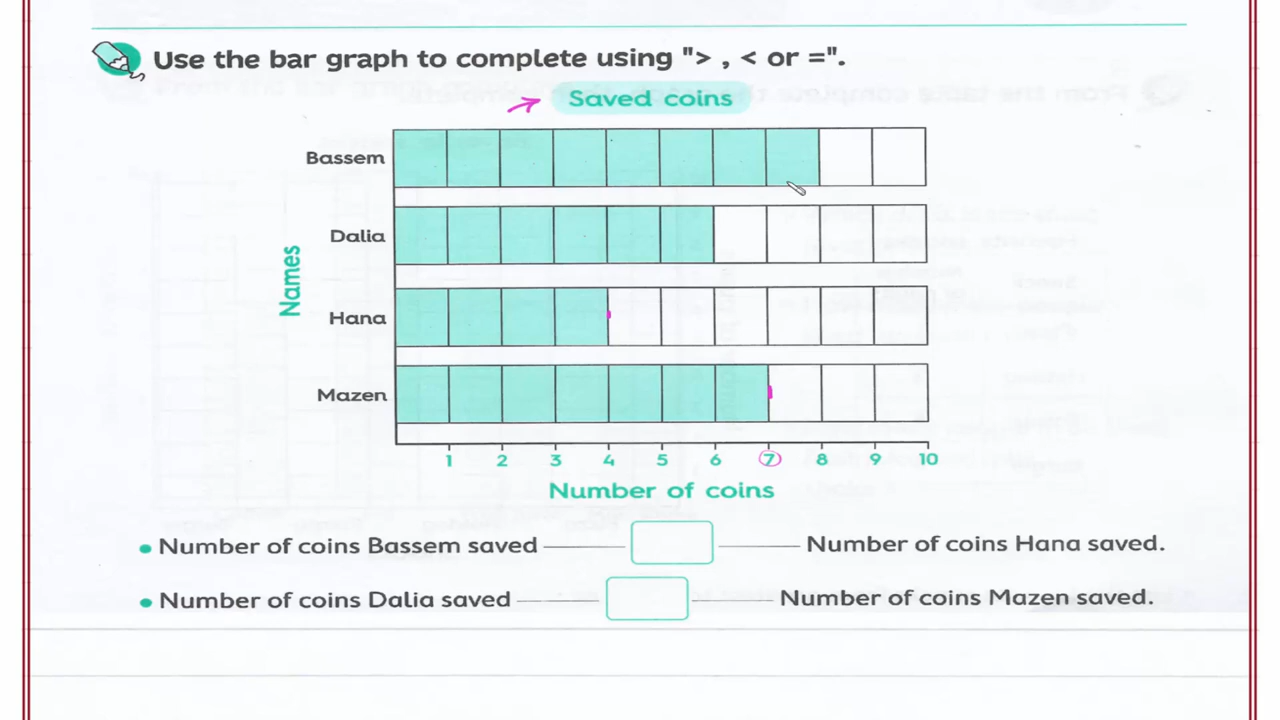 Use the bar graph to complete using "> , < or =".
Saved coins
Bassem
Dalia
Names
Hana
Mazen
1 2 3 4 5 6 7 8 9 10
Number of coins
• Number of coins Bassem saved Number of coins Hana saved.
• Number of coins Dalia saved Number of coins Mazen saved.